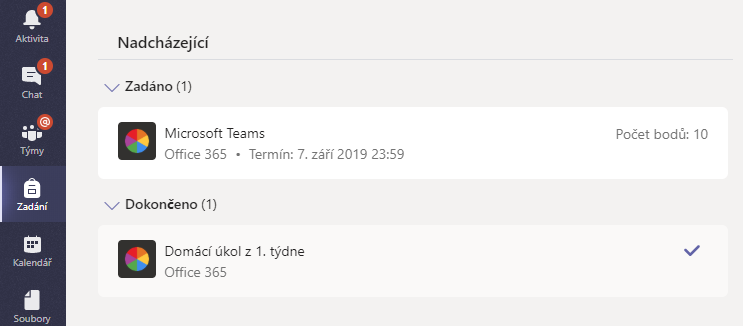 1
Aktivita
1
Chat
@
Týmy
Zadání
Kalendář
Soubory
Nadcházející
Zadáno (1)
Microsoft Teams
Office 365 • Termín: 7. září 2019 23:59
Počet bodů: 10
Dokončeno (1)
Domácí úkol z 1. týdne
Office 365